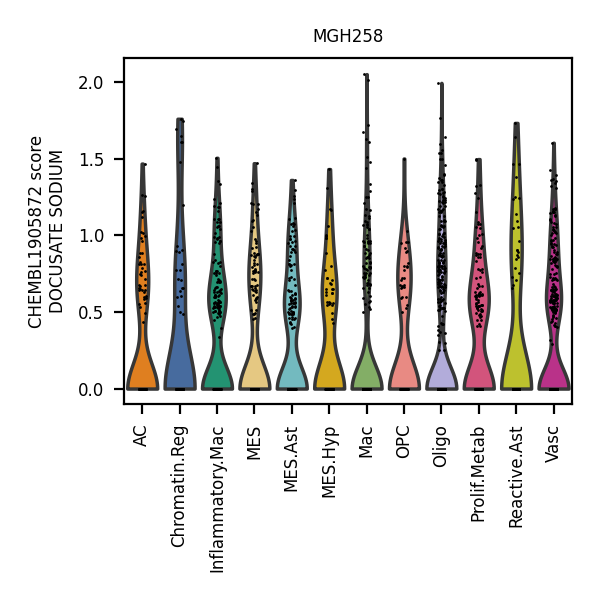 MGH258
CHEMBL1905872 score
DOCUSATE SODIUM
2.0
1.5
1.0
0.5
0.0
AC
Chromatin.Reg
Inflammatory.Mac
MES
MES.Ast
MES.Hyp
Mac
OPC
Oligo
Prolif.Metab
Reactive.Ast
Vasc